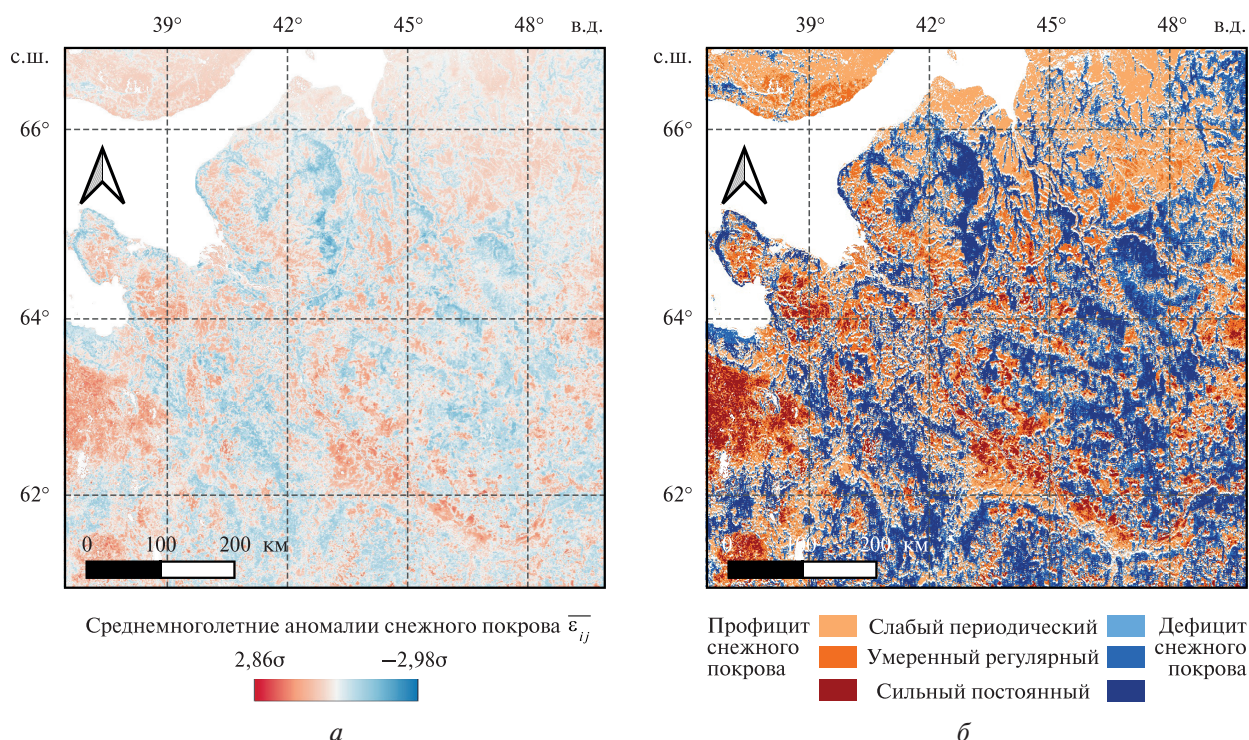 39° 42° 45° в.д.
с.ш.
66°
64°
62°
0 100 200 км
Среднемноголетние аномалии снежного покрова ε̅ᵢⱼ
2,86σ −2,98σ
а
39° 42° 45° 48° в.д.
с.ш.
66°
64°
62°
200 км
Профицит снежного покрова
Слабый периодический
Умеренный регулярный
Сильный постоянный
Дефицит снежного покрова
б